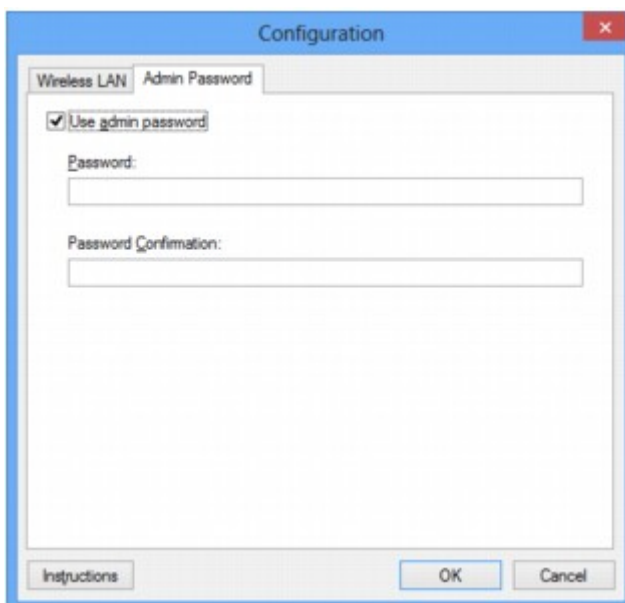 Configuration
Wireless LAN Admin Password
Use admin password
Password:
Password Confirmation:
Instructions OK Cancel